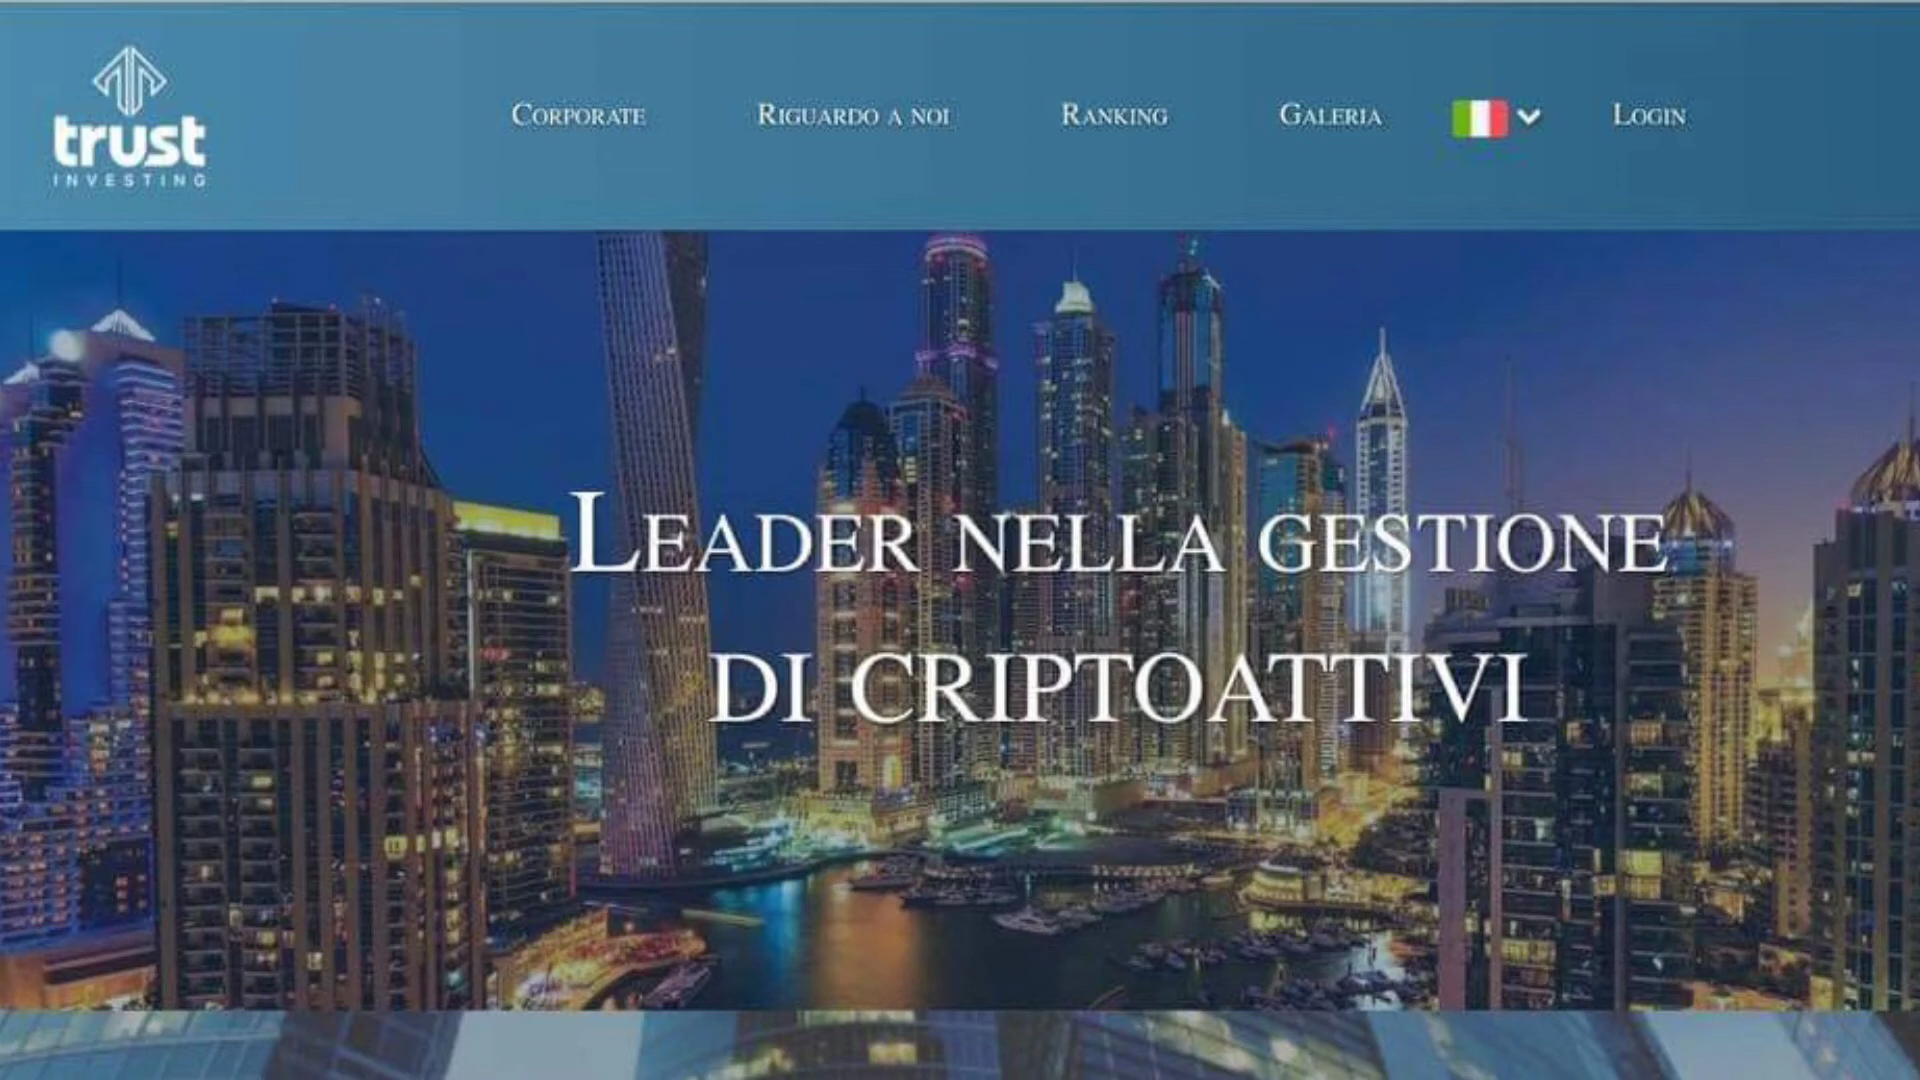 trust
INVESTING
CORPORATE
RIGUARDO A NOI
RANKING
GALERIA
LOGIN
LEADER NELLA GESTIONE
DI CRIPTOATTIVI